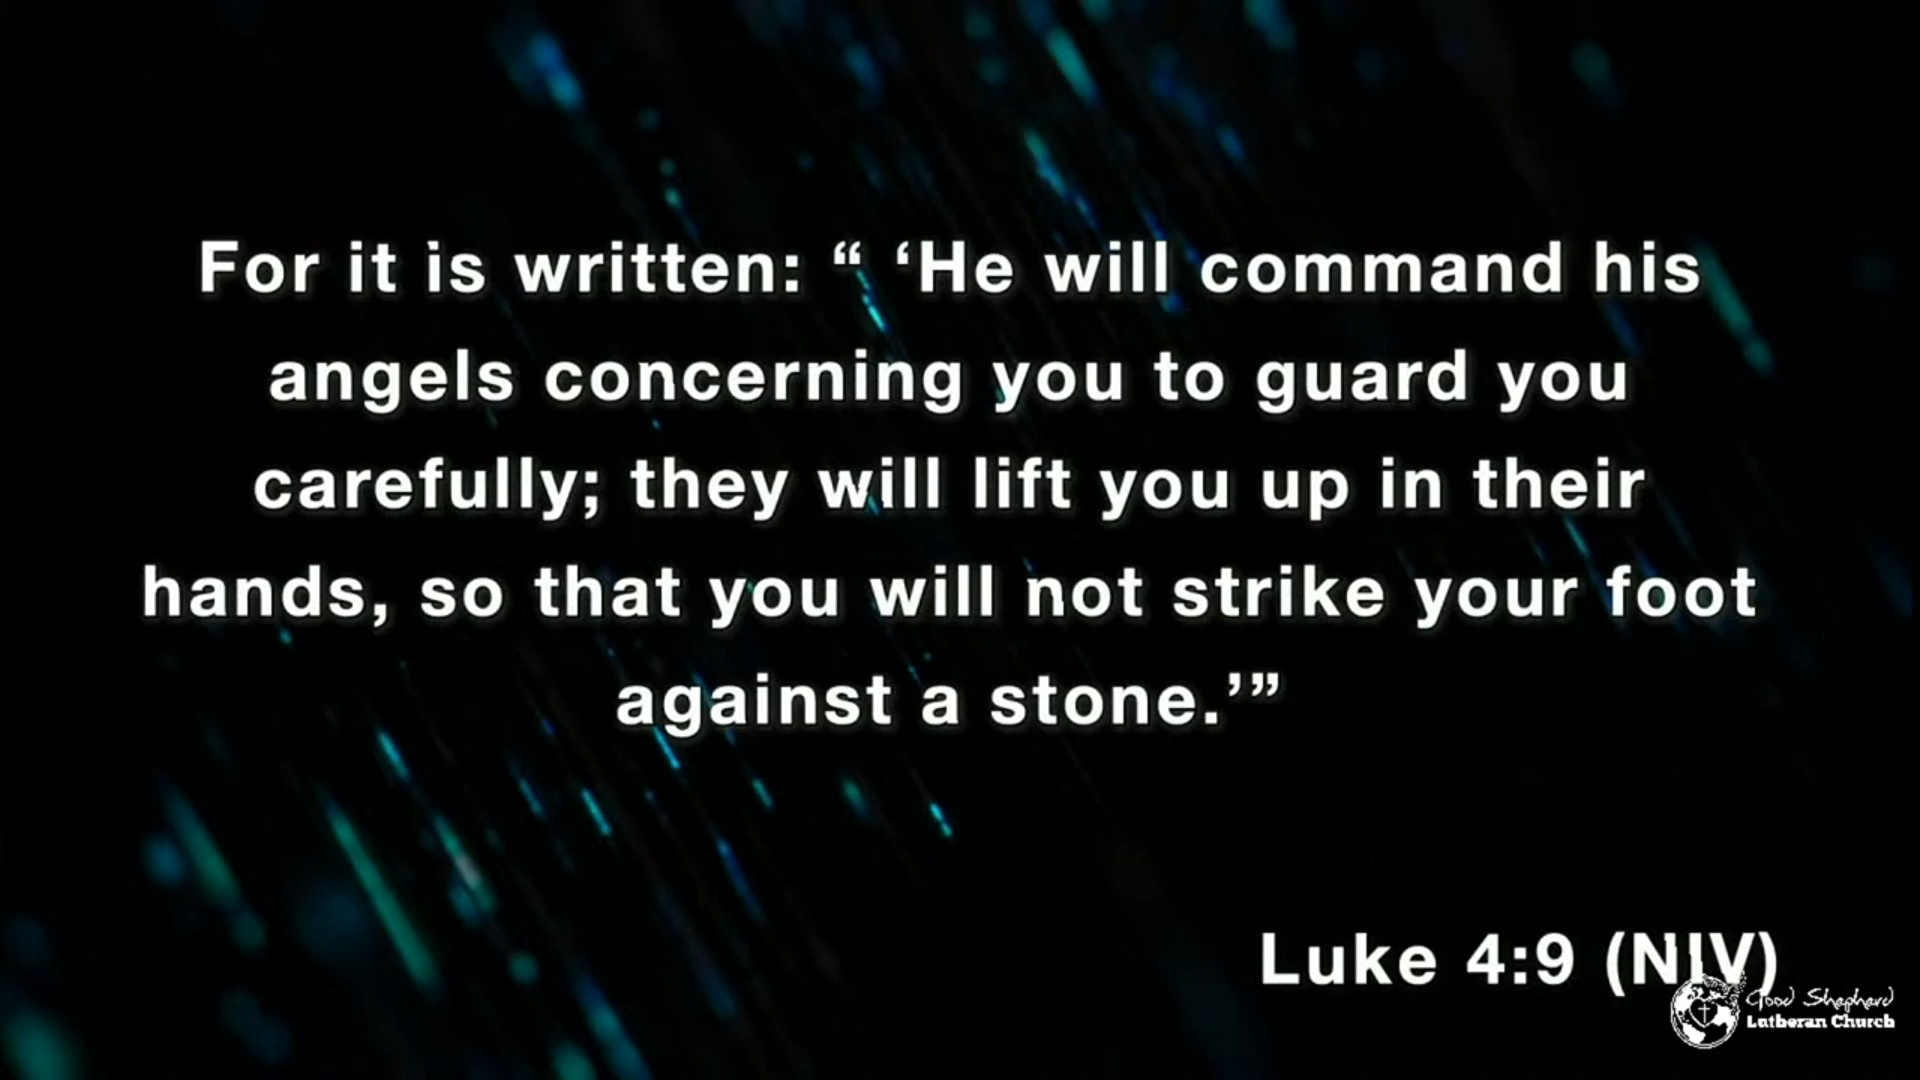 For it is written: “ ‘He will command his
angels concerning you to guard you
carefully; they will lift you up in their
hands, so that you will not strike your foot
against a stone.’”
Luke 4:9 (NIV)
Good Shephard
Lutheran Church